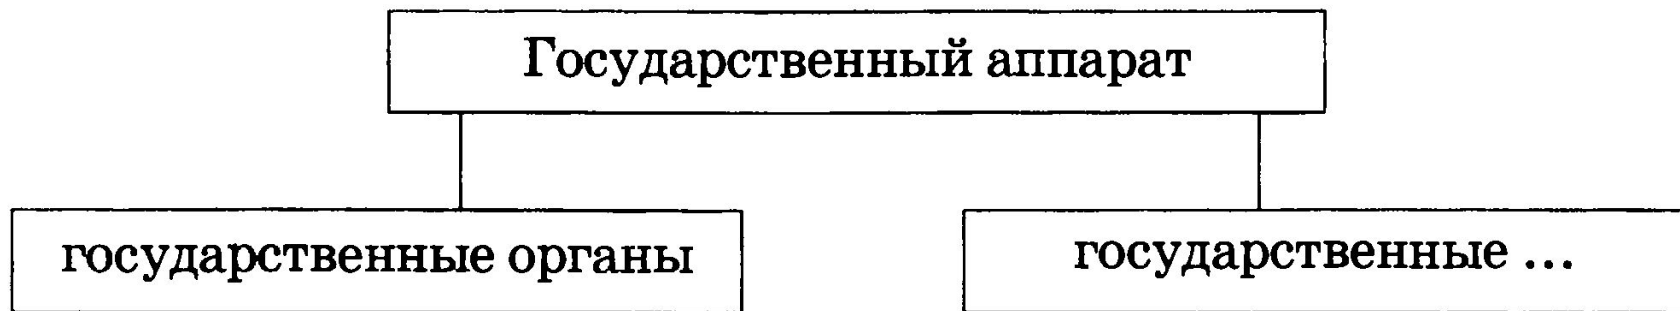 Государственный аппарат
государственные органы
государственные ...